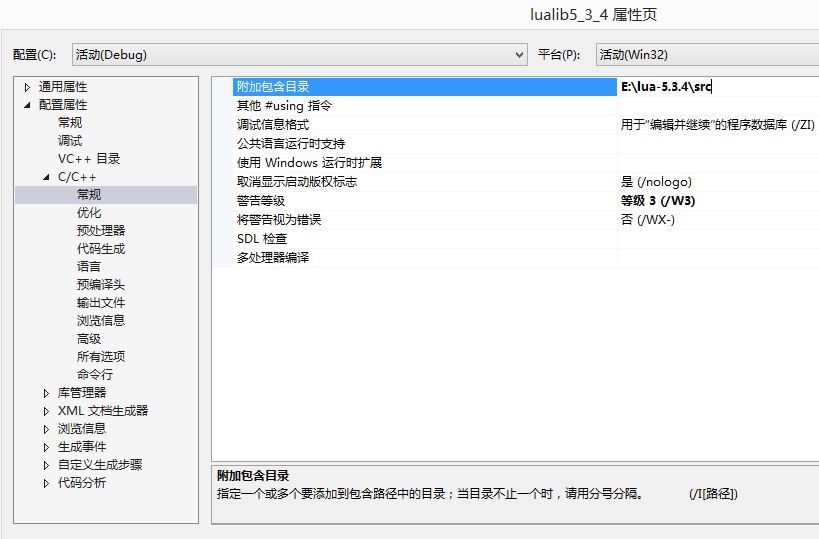 lualib5_3_4 属性页
配置(C): 活动(Debug) 平台(P): 活动(Win32)
通用属性
配置属性
常规
调试
VC++ 目录
C/C++
常规
优化
预处理器
代码生成
语言
预编译头
输出文件
浏览信息
高级
所有选项
命令行
库管理器
XML 文档生成器
浏览信息
生成事件
自定义生成步骤
代码分析
附加包含目录 E:\lua-5.3.4\src
其他 #using 指令
调试信息格式 用于“编辑并继续”的程序数据库 (/ZI)
公共语言运行时支持
使用 Windows 运行时扩展
取消显示启动版权标志 是 (/nologo)
警告等级 等级 3 (/W3)
将警告视为错误 否 (/WX-)
SDL 检查
多处理器编译
附加包含目录
指定一个或多个要添加到包含路径中的目录；当目录不止一个时，请用分号分隔。 (/I[路径])